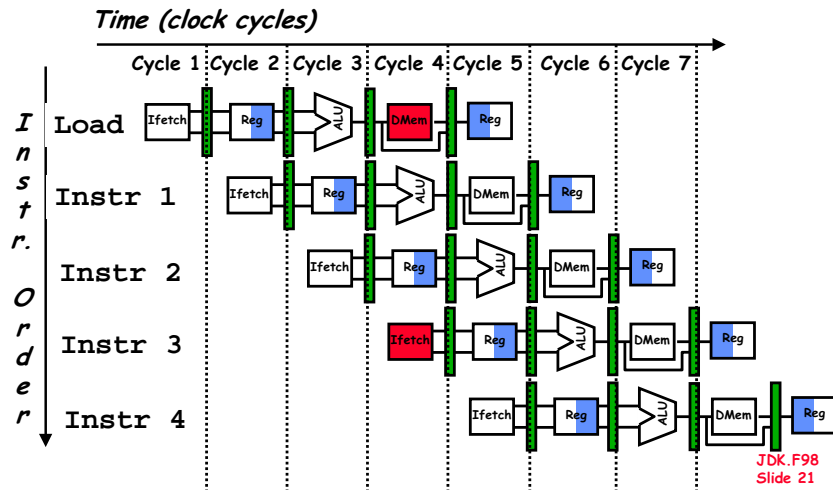 Time (clock cycles)
Cycle 1 Cycle 2 Cycle 3 Cycle 4 Cycle 5 Cycle 6 Cycle 7
Instr. Order
Load Ifetch Reg ALU DMem Reg
Instr 1 Ifetch Reg ALU DMem Reg
Instr 2 Ifetch Reg ALU DMem Reg
Instr 3 Ifetch Reg ALU DMem Reg
Instr 4 Ifetch Reg ALU DMem Reg
JDK.F98
Slide 21